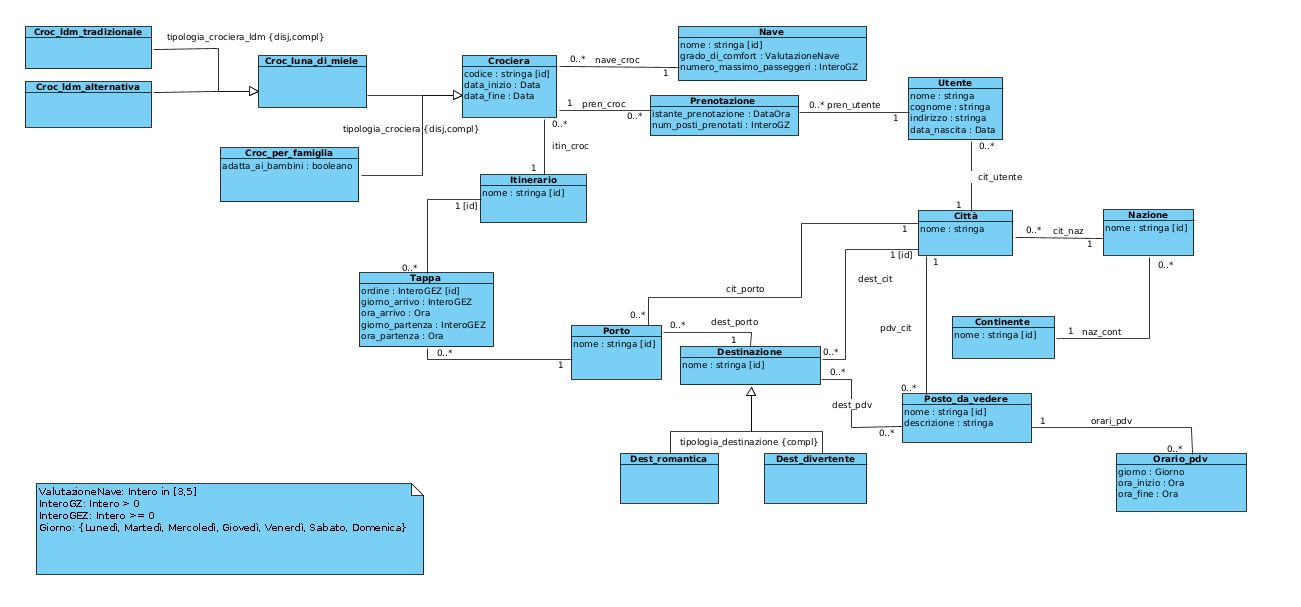 Croc_ldm_tradizionale
tipologia_crociera_ldm {disj,compl}
Croc_ldm_alternativa
Croc_luna_di_miele
Crociera
codice : stringa [id]
data_inizio : Data
data_fine : Data
0..*
nave_croc
1
Nave
nome : stringa [id]
grado_di_comfort : ValutazioneNave
numero_massimo_passeggeri : InteroGZ
1
pren_croc
0..*
Prenotazione
istante_prenotazione : DataOra
num_posti_prenotati : InteroGZ
0..*
pren_utente
1
Utente
nome : stringa
cognome : stringa
indirizzo : stringa
data_nascita : Data
tipologia_crociera {disj,compl}
Croc_per_famiglia
adatta_ai_bambini : booleano
0..*
itin_croc
1
Itinerario
nome : stringa [id]
1 [id]
0..*
0..*
cit_utente
1
Città
nome : stringa
0..*
cit_naz
1
Nazione
nome : stringa [id]
0..*
1
1 [id]
1
dest_cit
Tappa
ordine : InteroGEZ [id]
giorno_arrivo : InteroGEZ
ora_arrivo : Ora
giorno_partenza : InteroGEZ
ora_partenza : Ora
0..*
1
cit_porto
0..*
Porto
nome : stringa [id]
0..*
dest_porto
1
Destinazione
nome : stringa [id]
0..*
0..*
pdv_cit
Continente
nome : stringa [id]
1
naz_cont
0..*
dest_pdv
0..*
Posto_da_vedere
nome : stringa [id]
descrizione : stringa
1
orari_pdv
0..*
tipologia_destinazione {compl}
Dest_romantica
Dest_divertente
Orario_pdv
giorno : Giorno
ora_inizio : Ora
ora_fine : Ora
ValutazioneNave: Intero in [3,5]
InteroGZ: Intero > 0
InteroGEZ: Intero >= 0
Giorno: {Lunedì, Martedì, Mercoledì, Giovedì, Venerdì, Sabato, Domenica}